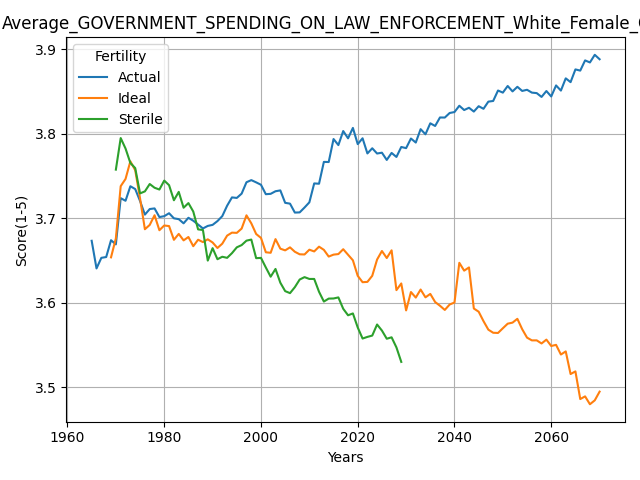 Average_GOVERNMENT_SPENDING_ON_LAW_ENFORCEMENT_White_Female_
Fertility
Actual
Ideal
Sterile
Score(1-5)
3.9
3.8
3.7
3.6
3.5
1960 1980 2000 2020 2040 2060
Years